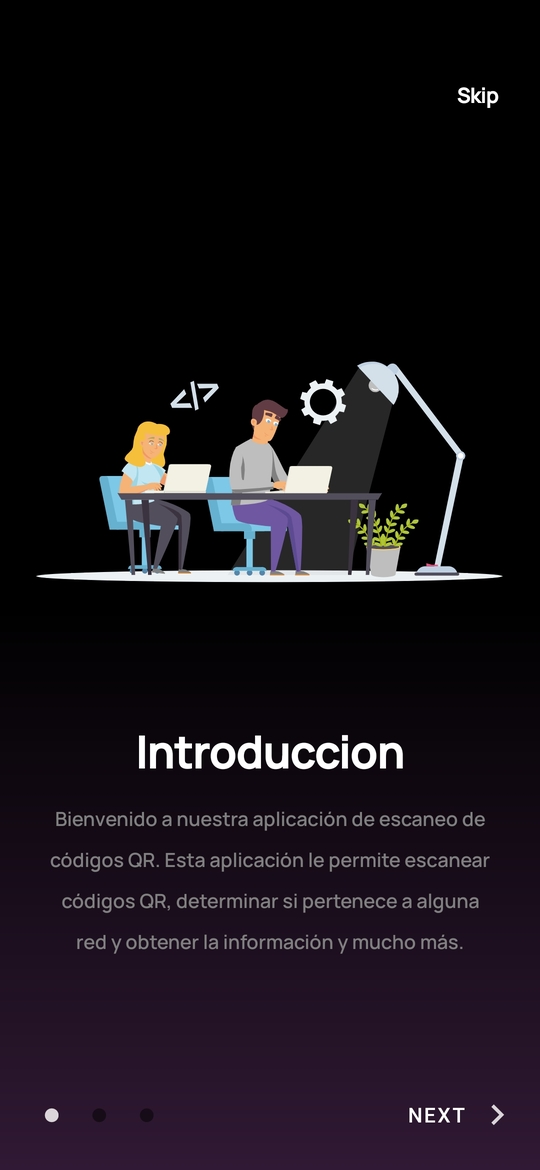 Skip
</>
Introduccion
Bienvenido a nuestra aplicación de escaneo de
códigos QR. Esta aplicación le permite escanear
códigos QR, determinar si pertenece a alguna
red y obtener la información y mucho más.
NEXT